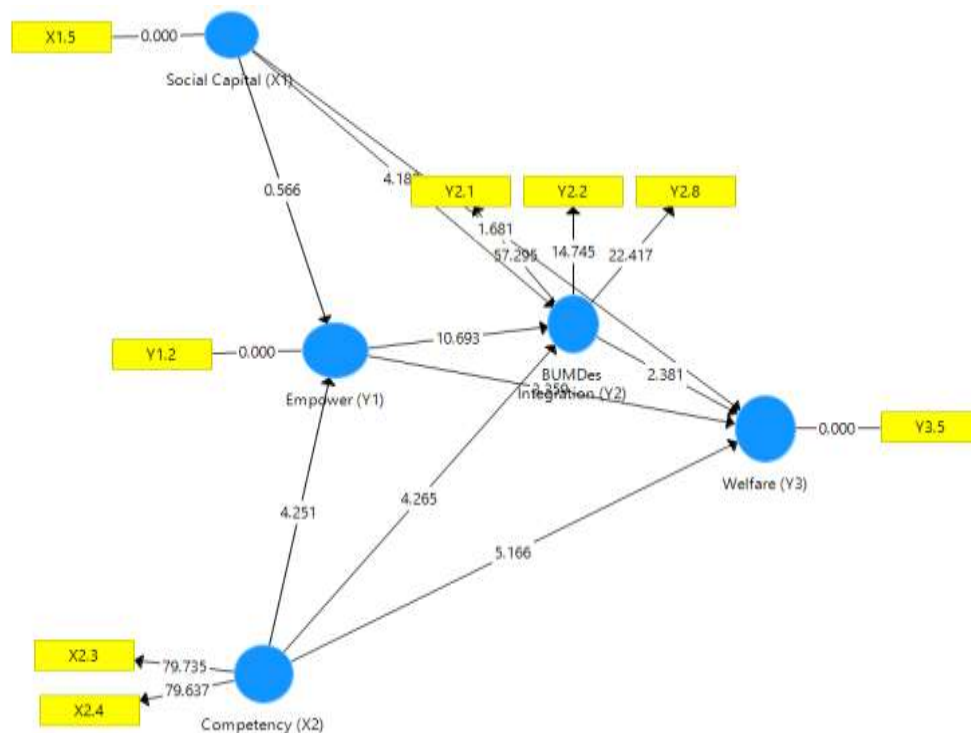 X1.5
0.000
Social Capital (X1)
0.566
4.18
Y2.1
Y2.2
Y2.8
1.681
57.295
14.745
22.417
Y1.2
0.000
10.693
Empower (Y1)
BUMDes
Integration (Y2)
2.381
0.000
Y3.5
Welfare (Y3)
4.251
4.265
5.166
X2.3
79.735
X2.4
79.637
Competency (X2)